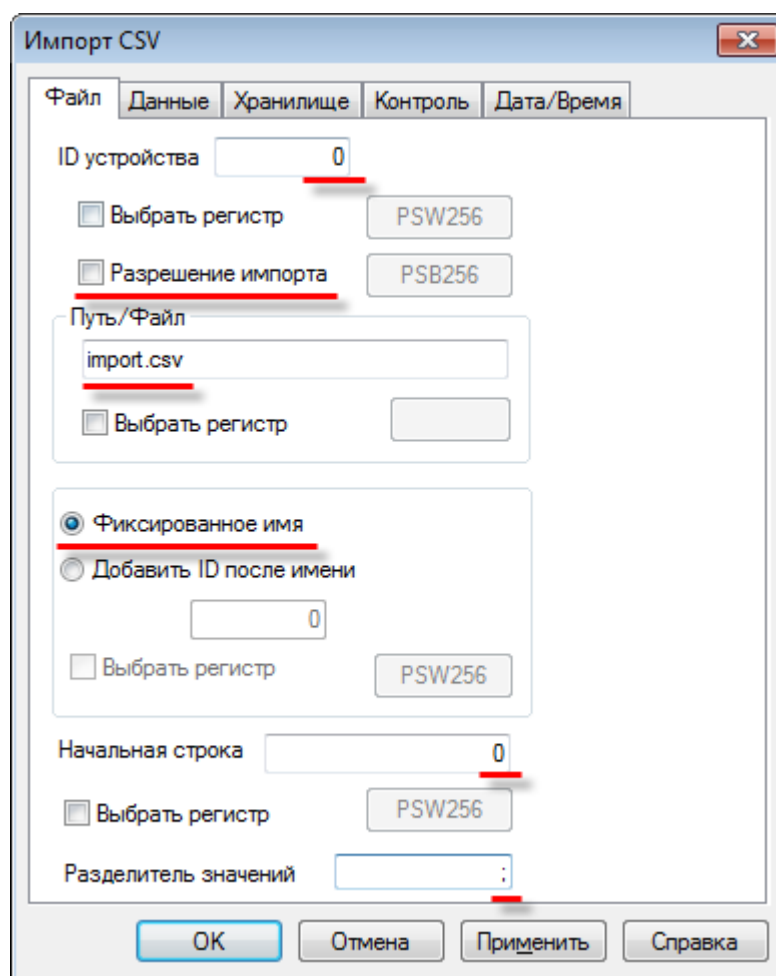 Импорт CSV
Файл Данные Хранилище Контроль Дата/Время
ID устройства 0
Выбрать регистр PSW256
Разрешение импорта PSB256
Путь/Файл
import.csv
Выбрать регистр
Фиксированное имя
Добавить ID после имени
0
Выбрать регистр PSW256
Начальная строка 0
Выбрать регистр PSW256
Разделитель значений ;
OK Отмена Применить Справка